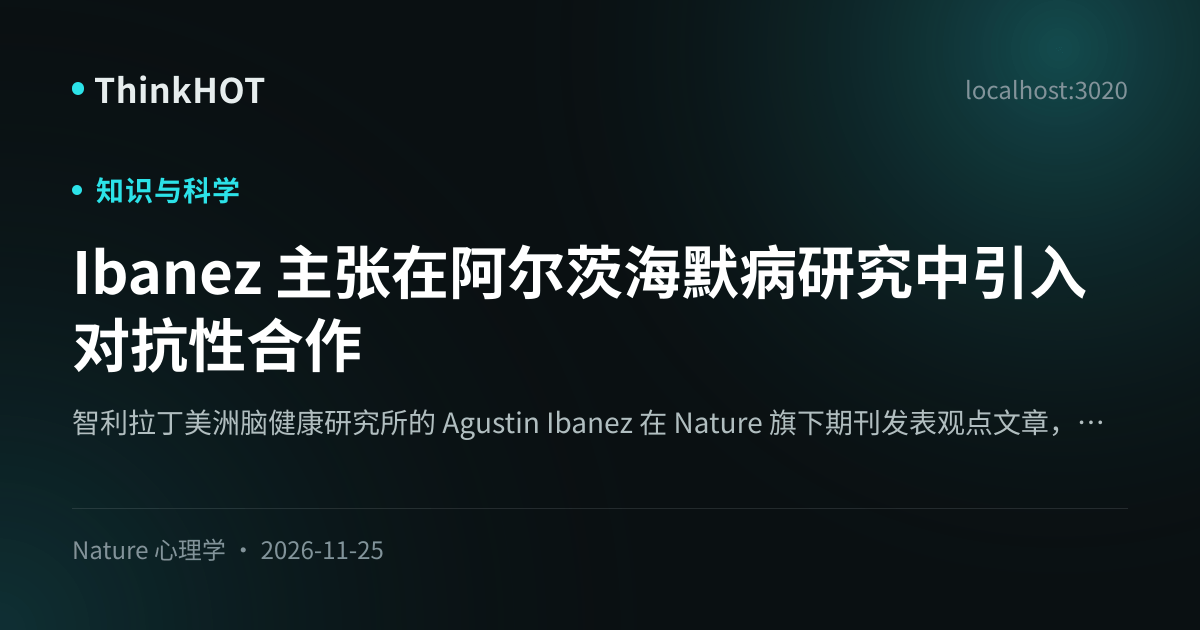 ThinkHOT
localhost:3020
知识与科学
Ibanez 主张在阿尔茨海默病研究中引入
对抗性合作
智利拉丁美洲脑健康研究所的 Agustin Ibanez 在 Nature 旗下期刊发表观点文章，…
Nature 心理学 · 2026-11-25